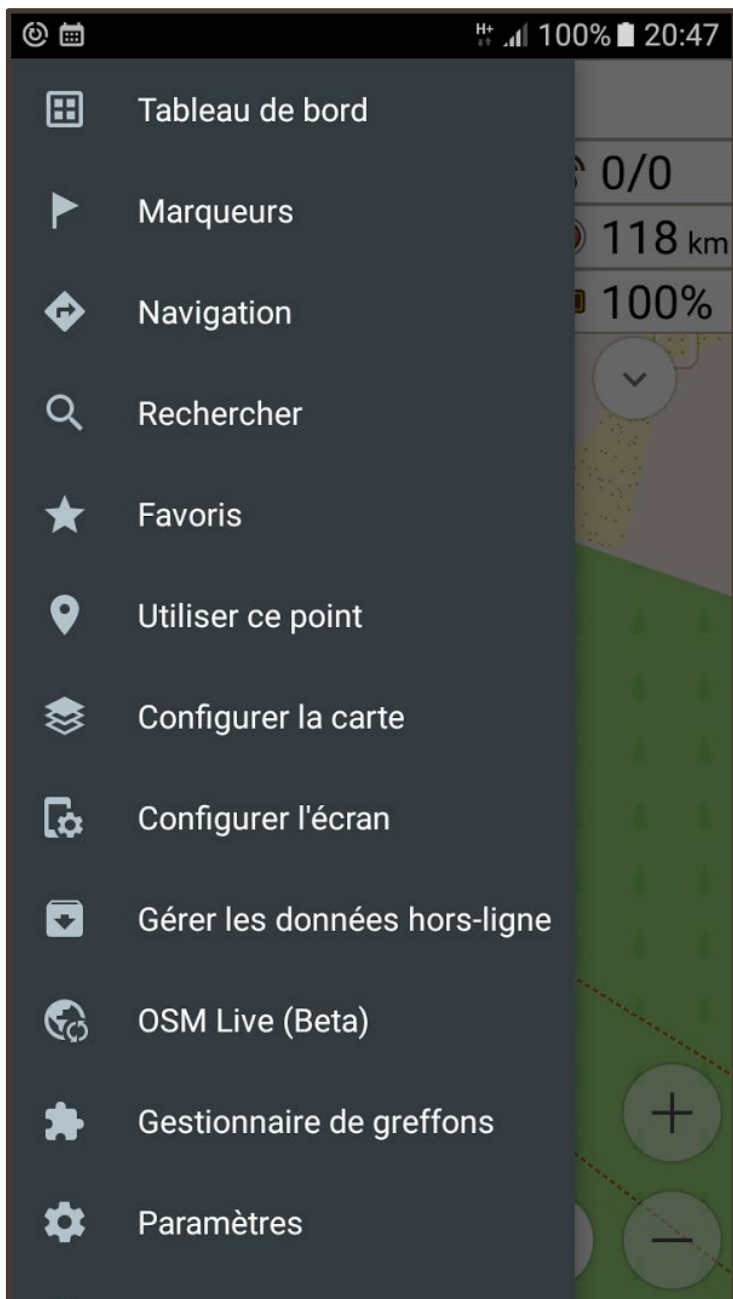 H+ 100% 20:47
Tableau de bord
0/0
Marqueurs
118 km
Navigation
100%
Rechercher
Favoris
Utiliser ce point
Configurer la carte
Configurer l'écran
Gérer les données hors-ligne
OSM Live (Beta)
Gestionnaire de greffons
Paramètres